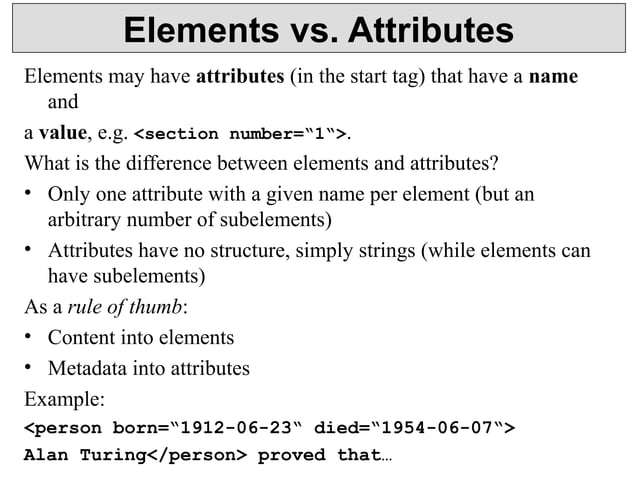 Elements vs. Attributes
Elements may have attributes (in the start tag) that have a name
and
a value, e.g. <section number=“1“>.
What is the difference between elements and attributes?
• Only one attribute with a given name per element (but an
arbitrary number of subelements)
• Attributes have no structure, simply strings (while elements can
have subelements)
As a rule of thumb:
• Content into elements
• Metadata into attributes
Example:
<person born=“1912-06-23“ died=“1954-06-07“>
Alan Turing</person> proved that…